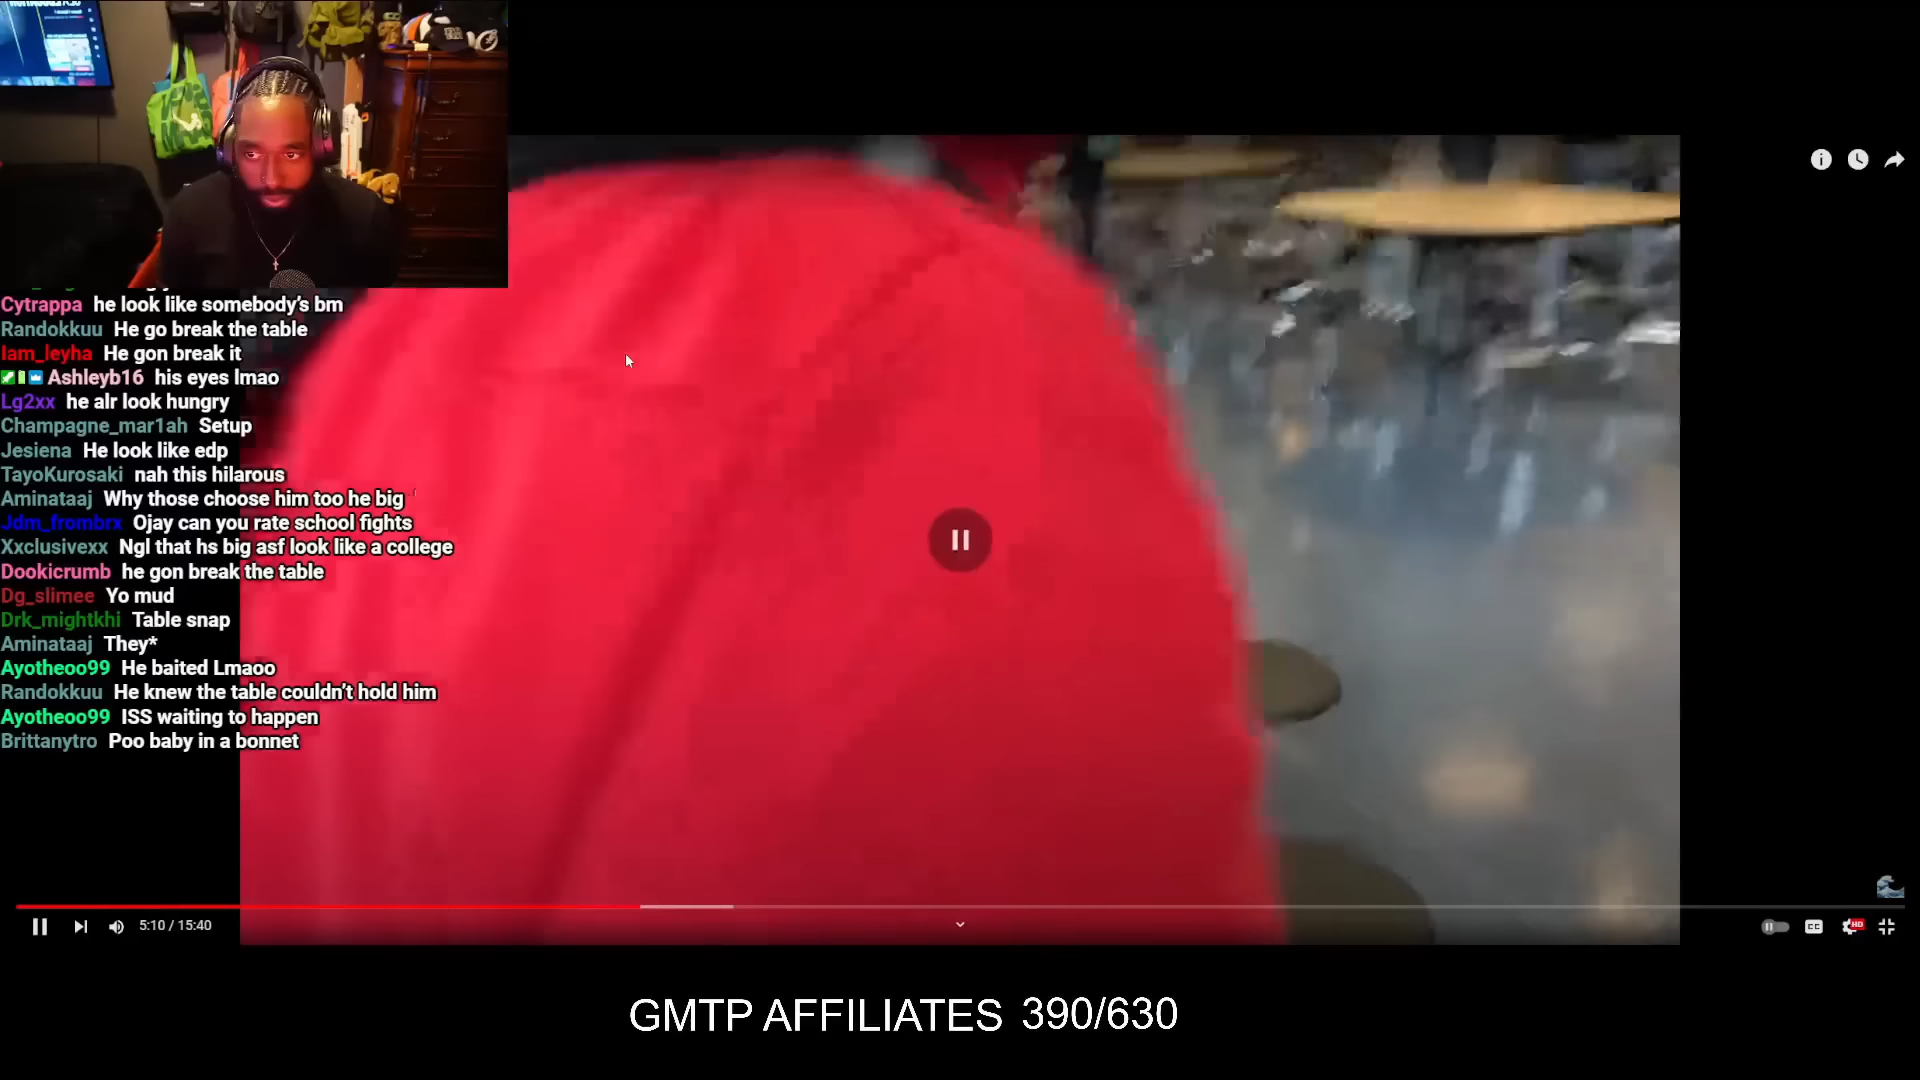 Cytrappa he look like somebody’s bm
Randokkuu He go break the table
Iam_leyha He gon break it
Ashleyb16 his eyes lmao
Lg2xx he alr look hungry
Champagne_mar1ah Setup
Jesiena He look like edp
TayoKurosaki nah this hilarous
Aminataaj Why those choose him too he big
Jdm_frombrx Ojay can you rate school fights
Xxclusivexx Ngl that hs big asf look like a college
Dookicrumb he gon break the table
Dg_slimee Yo mud
Drk_mightkhi Table snap
Aminataaj They*
Ayotheoo99 He baited Lmaoo
Randokkuu He knew the table couldn’t hold him
Ayotheoo99 ISS waiting to happen
Brittanytro Poo baby in a bonnet
5:10 / 15:40
CC
HD
GMTP AFFILIATES 390/630